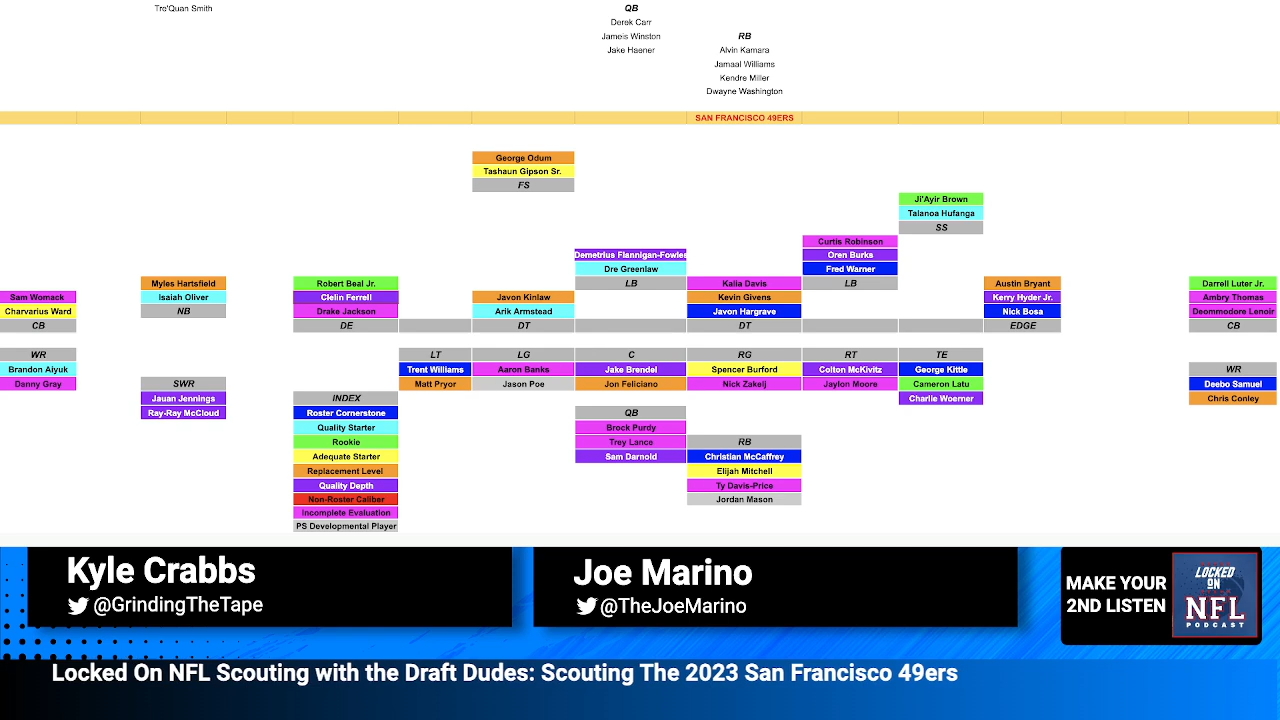 Tre'Quan Smith
QB
Derek Carr
Jameis Winston
Jake Haener
RB
Alvin Kamara
Jamaal Williams
Kendre Miller
Dwayne Washington
SAN FRANCISCO 49ERS
George Odum
Tashaun Gipson Sr.
FS
Ji'Ayir Brown
Talanoa Hufanga
SS
Demetrius Flannigan-Fowles
Dre Greenlaw
LB
Curtis Robinson
Oren Burks
Fred Warner
LB
Sam Womack
Charvarius Ward
CB
Myles Hartsfield
Isaiah Oliver
NB
Robert Beal Jr.
Clelin Ferrell
Drake Jackson
DE
Javon Kinlaw
Arik Armstead
DT
Kalia Davis
Kevin Givens
Javon Hargrave
DT
Austin Bryant
Kerry Hyder Jr.
Nick Bosa
EDGE
Darrell Luter Jr.
Ambry Thomas
Deommodore Lenoir
CB
WR
Brandon Aiyuk
Danny Gray
SWR
Jauan Jennings
Ray-Ray McCloud
LT
Trent Williams
Matt Pryor
LG
Aaron Banks
Jason Poe
C
Jake Brendel
Jon Feliciano
RG
Spencer Burford
Nick Zakelj
RT
Colton McKivitz
Jaylon Moore
TE
George Kittle
Cameron Latu
Charlie Woerner
WR
Deebo Samuel
Chris Conley
INDEX
Roster Cornerstone
Quality Starter
Rookie
Adequate Starter
Replacement Level
Quality Depth
Non-Roster Caliber
Incomplete Evaluation
PS Developmental Player
QB
Brock Purdy
Trey Lance
Sam Darnold
RB
Christian McCaffrey
Elijah Mitchell
Ty Davis-Price
Jordan Mason
Kyle Crabbs
@GrindingTheTape
Joe Marino
@TheJoeMarino
MAKE YOUR
2ND LISTEN
LOCKED
ON
NFL
PODCAST
Locked On NFL Scouting with the Draft Dudes: Scouting The 2023 San Francisco 49ers